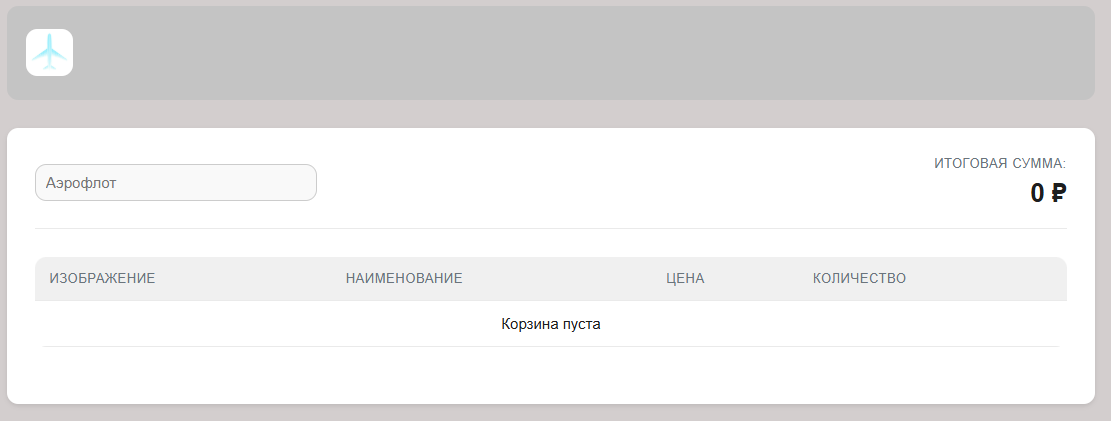 Аэрофлот
ИТОГОВАЯ СУММА:
0 ₽
ИЗОБРАЖЕНИЕ НАИМЕНОВАНИЕ ЦЕНА КОЛИЧЕСТВО
Корзина пуста